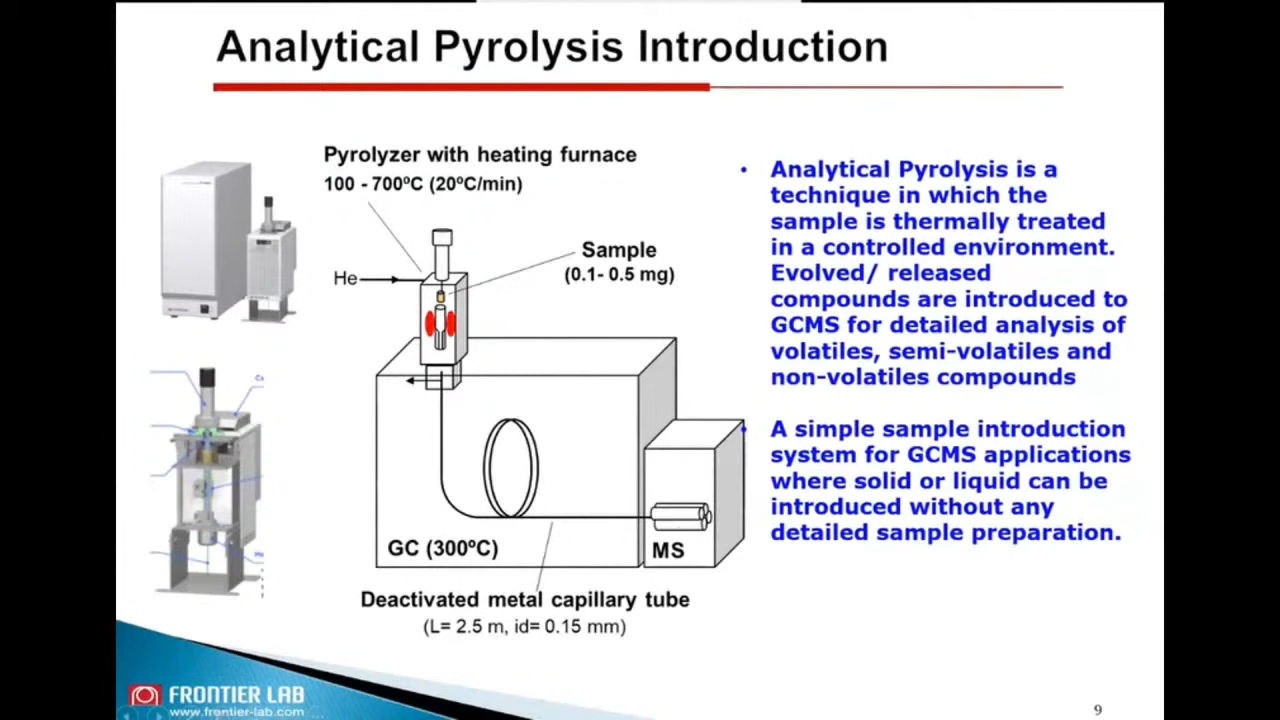 Analytical Pyrolysis Introduction
Pyrolyzer with heating furnace
100 - 700ºC (20ºC/min)
He
Sample
(0.1- 0.5 mg)
GC (300ºC)
MS
Deactivated metal capillary tube
(L= 2.5 m, id= 0.15 mm)
• Analytical Pyrolysis is a
technique in which the
sample is thermally treated
in a controlled environment.
Evolved/ released
compounds are introduced to
GCMS for detailed analysis of
volatiles, semi-volatiles and
non-volatiles compounds
• A simple sample introduction
system for GCMS applications
where solid or liquid can be
introduced without any
detailed sample preparation.
FRONTIER LAB
www.frontier-lab.com
9